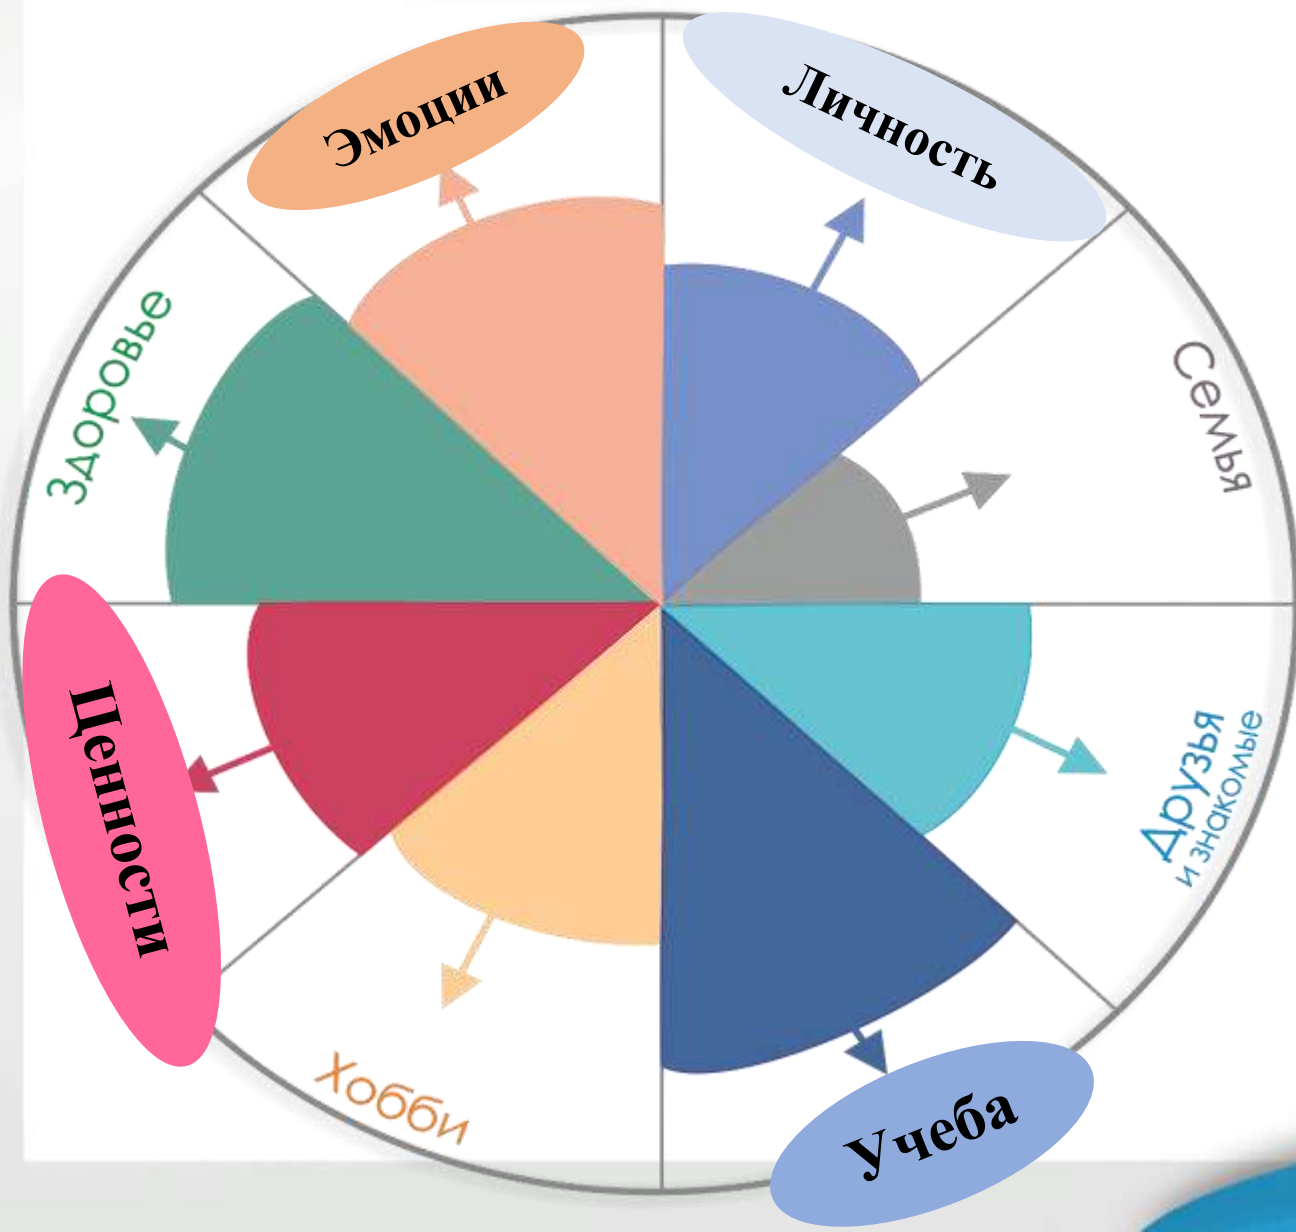 Эмоции
Личность
Здоровье
Семья
Ценности
Друзья
и знакомые
Хобби
Учеба